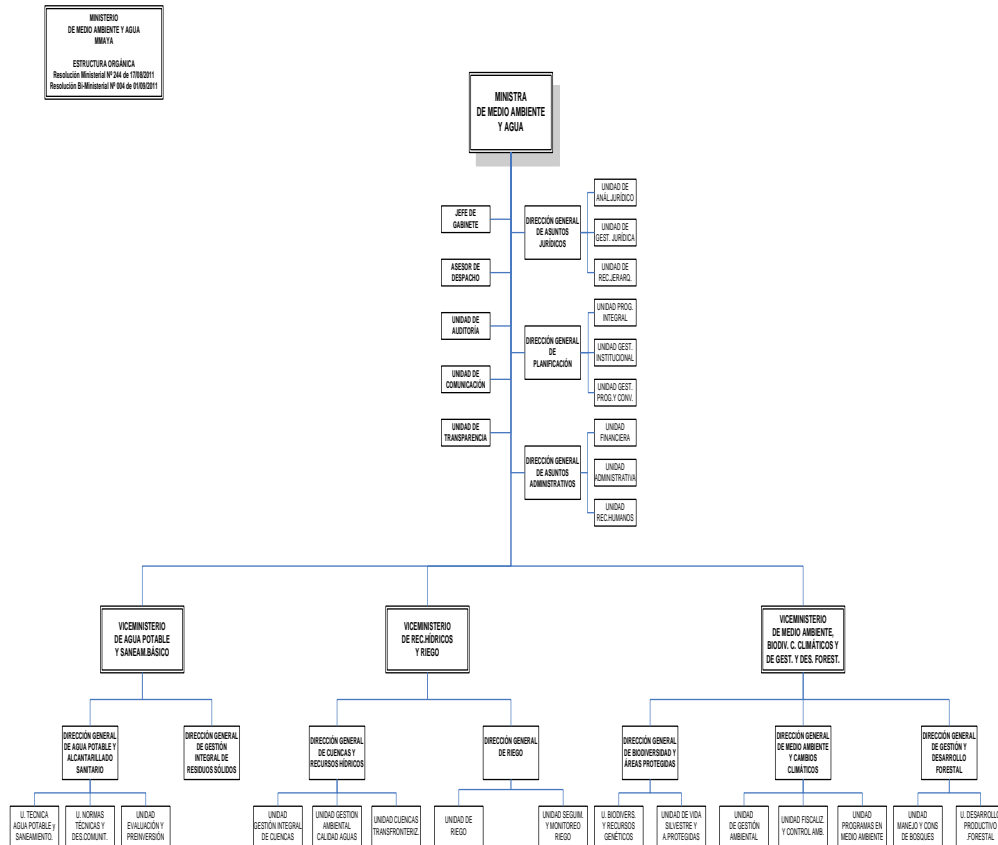 MINISTERIO
DE MEDIO AMBIENTE Y AGUA
MMAYA
ESTRUCTURA ORGÁNICA
Resolución Ministerial Nº 244 de 17/08/2011
Resolución Bi-Ministerial Nº 004 de 01/09/2011
MINISTRA
DE MEDIO AMBIENTE
Y AGUA
JEFE DE
GABINETE
ASESOR DE
DESPACHO
UNIDAD DE
AUDITORÍA
UNIDAD DE
COMUNICACIÓN
UNIDAD DE
TRANSPARENCIA
DIRECCIÓN GENERAL
DE ASUNTOS
JURÍDICOS
UNIDAD DE
ANÁL.JURÍDICO
UNIDAD DE
GEST. JURÍDICA
UNIDAD DE
REC.JERARQ.
DIRECCIÓN GENERAL
DE
PLANIFICACIÓN
UNIDAD PROG.
INTEGRAL
UNIDAD GEST.
INSTITUCIONAL
UNIDAD GEST.
PROG.Y CONV.
DIRECCIÓN GENERAL
DE ASUNTOS
ADMINISTRATIVOS
UNIDAD
FINANCIERA
UNIDAD
ADMINISTRATIVA
UNIDAD
REC.HUMANOS
VICEMINISTERIO
DE AGUA POTABLE
Y SANEAM.BÁSICO
VICEMINISTERIO
DE REC.HÍDRICOS
Y RIEGO
VICEMINISTERIO
DE MEDIO AMBIENTE,
BIODIV. C. CLIMÁTICOS Y
DE GEST. Y DES. FOREST.
DIRECCIÓN GENERAL
DE AGUA POTABLE Y
ALCANTARILLADO
SANITARIO
DIRECCIÓN GENERAL
DE GESTIÓN
INTEGRAL DE
RESIDUOS SÓLIDOS
DIRECCIÓN GENERAL
DE CUENCAS Y
RECURSOS HÍDRICOS
DIRECCIÓN GENERAL
DE RIEGO
DIRECCIÓN GENERAL
DE BIODIVERSIDAD Y
ÁREAS PROTEGIDAS
DIRECCIÓN GENERAL
DE MEDIO AMBIENTE
Y CAMBIOS
CLIMÁTICOS
DIRECCIÓN GENERAL
DE GESTIÓN Y
DESARROLLO
FORESTAL
U. TECNICA
AGUA POTABLE y
SANEAMIENTO.
U. NORMAS
TÉCNICAS Y
DES.COMUNIT.
UNIDAD
EVALUACIÓN Y
PREINVERSIÓN
UNIDAD
GESTIÓN INTEGRAL
DE CUENCAS
UNIDAD GESTION
AMBIENTAL
CALIDAD AGUAS
UNIDAD CUENCAS
TRANSFRONTERIZ.
UNIDAD DE
RIEGO
UNIDAD SEGUIM.
Y MONITOREO
RIEGO
U. BIODIVERS.
Y RECURSOS
GENÉTICOS
UNIDAD DE VIDA
SILVESTRE Y
A.PROTEGIDAS
UNIDAD
DE GESTIÓN
AMBIENTAL
UNIDAD FISCALIZ.
Y CONTROL AMB.
UNIDAD
PROGRAMAS EN
MEDIO AMBIENTE
UNIDAD
MANEJO Y CONS
DE BOSQUES
U. DESARROLLO
PRODUCTIVO
.FORESTAL